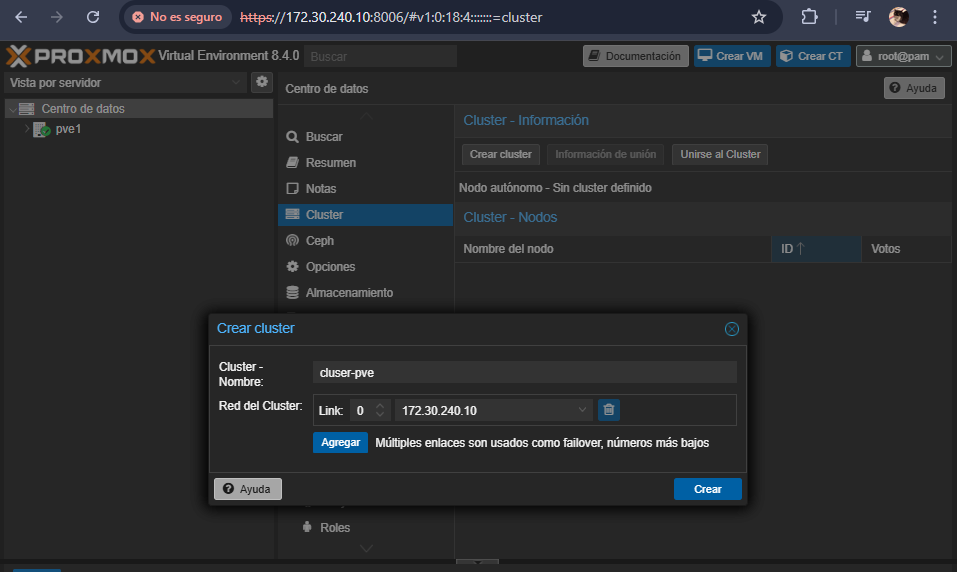 No es seguro https://172.30.240.10:8006/#v1:0:18:4:::::::=cluster
PROXMOX Virtual Environment 8.4.0 Buscar Documentación Crear VM Crear CT root@pam
Vista por servidor
Centro de datos
pve1
Centro de datos Ayuda
Buscar
Resumen
Notas
Cluster
Ceph
Opciones
Almacenamiento
Roles
Cluster - Información
Crear cluster Información de unión Unirse al Cluster
Nodo autónomo - Sin cluster definido
Cluster - Nodos
Nombre del nodo ID Votos
Crear cluster
Cluster -
Nombre:
cluser-pve
Red del Cluster: Link: 0 172.30.240.10
Agregar Múltiples enlaces son usados como failover, números más bajos
Ayuda Crear